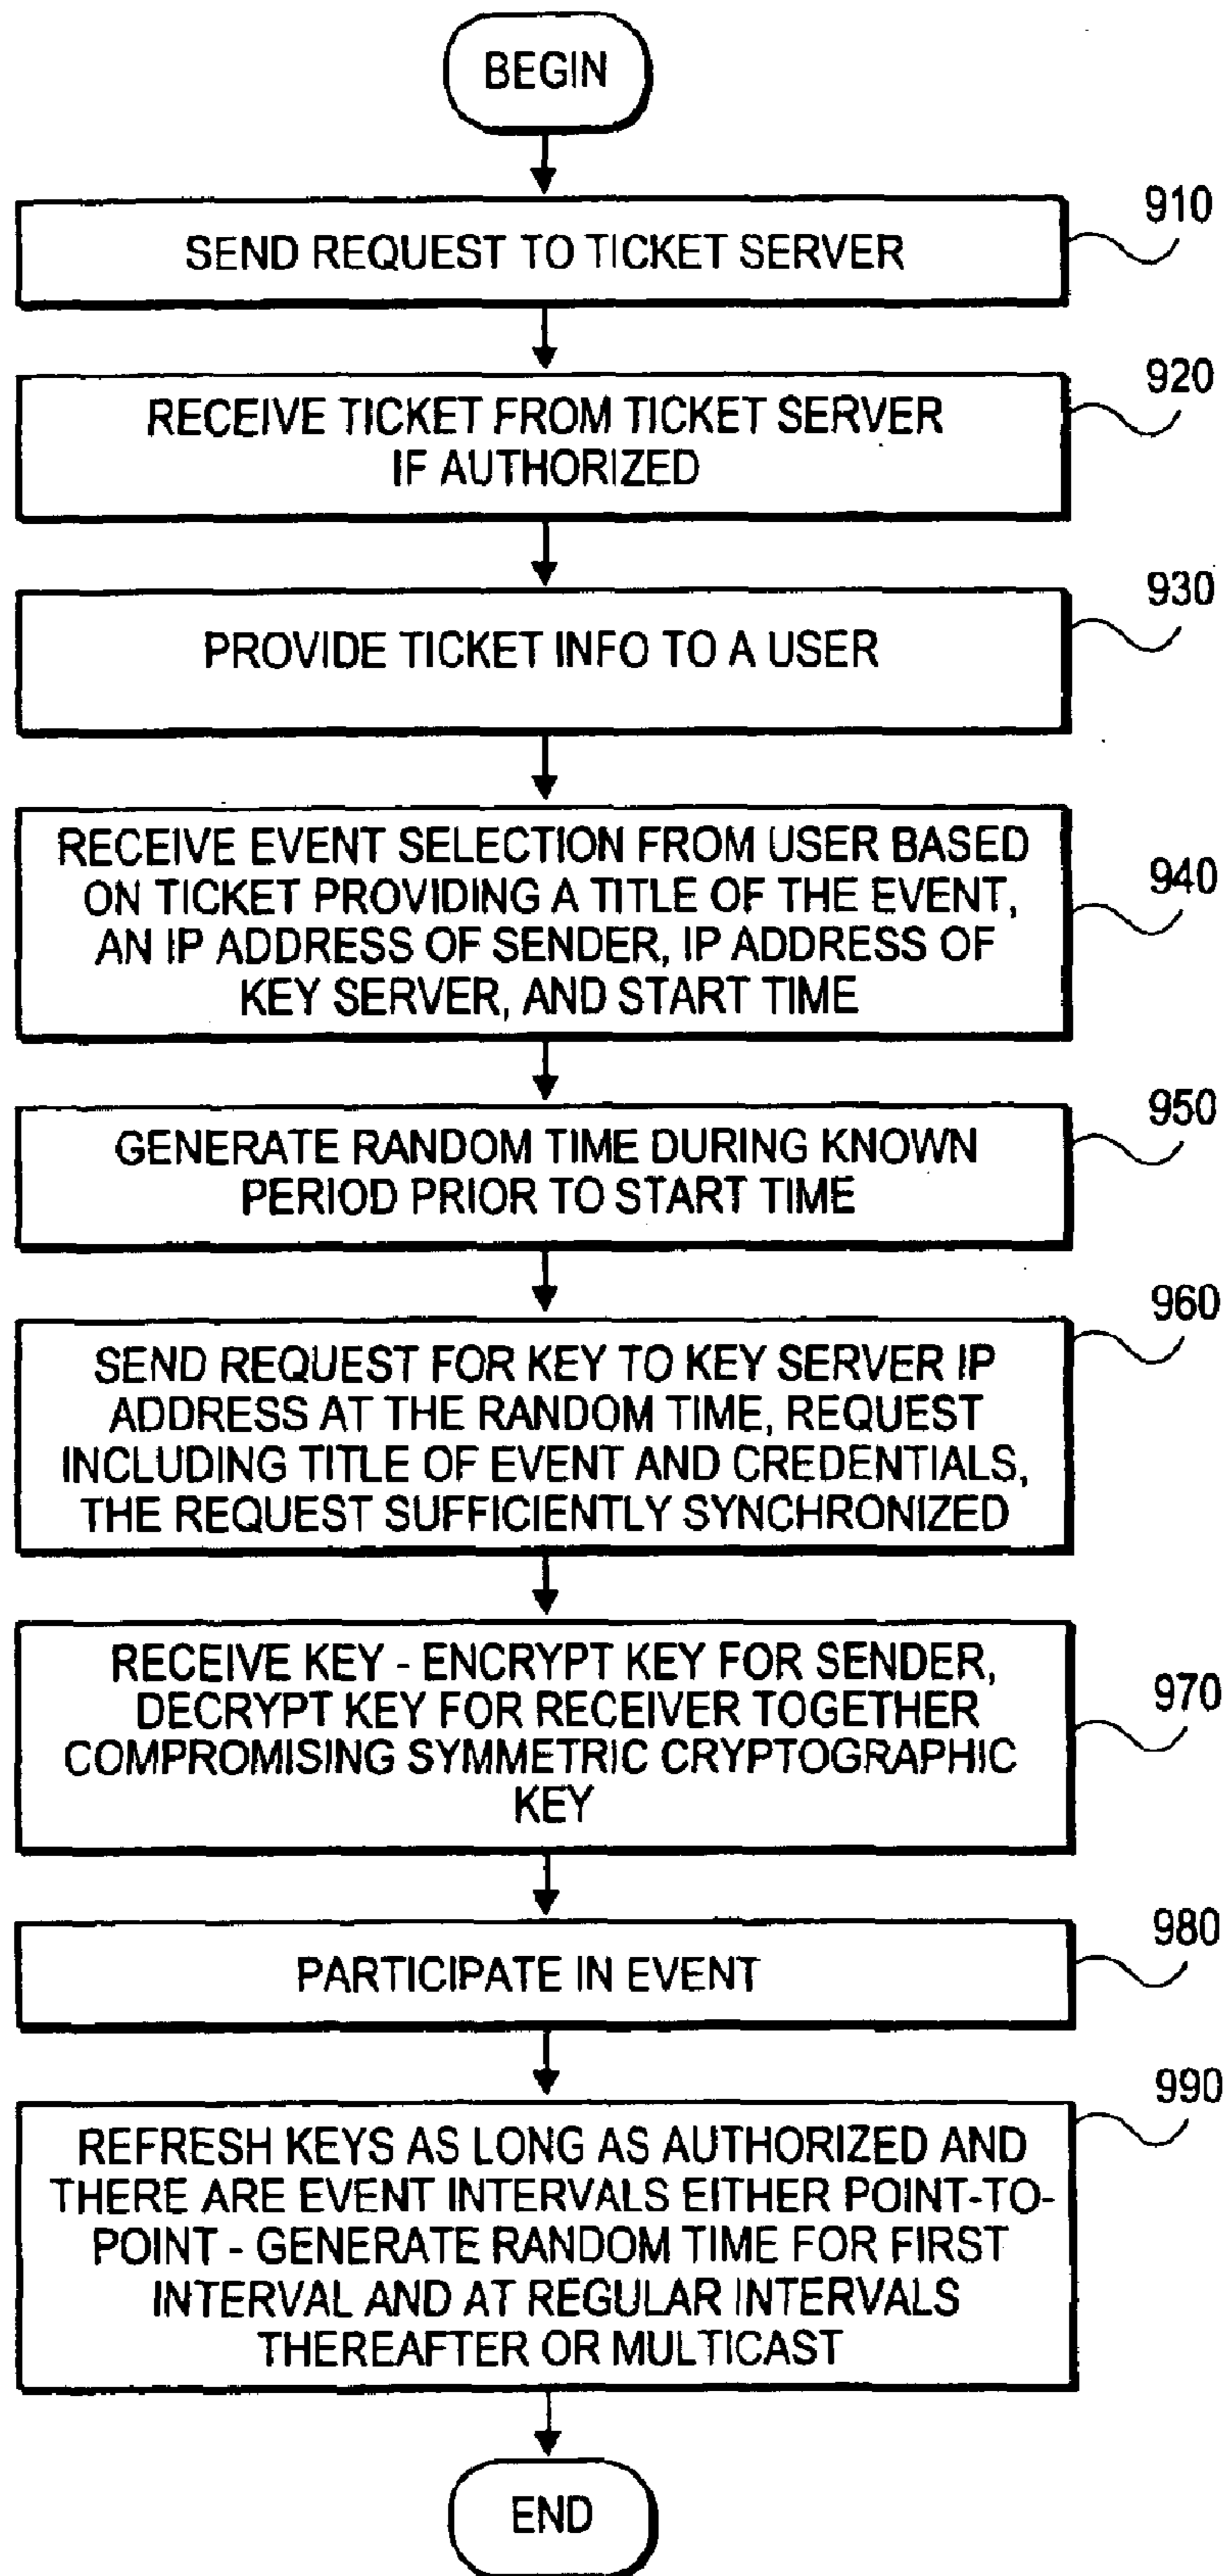 BEGIN
SEND REQUEST TO TICKET SERVER
910
RECEIVE TICKET FROM TICKET SERVER
IF AUTHORIZED
920
PROVIDE TICKET INFO TO A USER
930
RECEIVE EVENT SELECTION FROM USER BASED
ON TICKET PROVIDING A TITLE OF THE EVENT,
AN IP ADDRESS OF SENDER, IP ADDRESS OF
KEY SERVER, AND START TIME
940
GENERATE RANDOM TIME DURING KNOWN
PERIOD PRIOR TO START TIME
950
SEND REQUEST FOR KEY TO KEY SERVER IP
ADDRESS AT THE RANDOM TIME, REQUEST
INCLUDING TITLE OF EVENT AND CREDENTIALS,
THE REQUEST SUFFICIENTLY SYNCHRONIZED
960
RECEIVE KEY - ENCRYPT KEY FOR SENDER,
DECRYPT KEY FOR RECEIVER TOGETHER
COMPROMISING SYMMETRIC CRYPTOGRAPHIC
KEY
970
PARTICIPATE IN EVENT
980
REFRESH KEYS AS LONG AS AUTHORIZED AND
THERE ARE EVENT INTERVALS EITHER POINT-TO-
POINT - GENERATE RANDOM TIME FOR FIRST
INTERVAL AND AT REGULAR INTERVALS
THEREAFTER OR MULTICAST
990
END